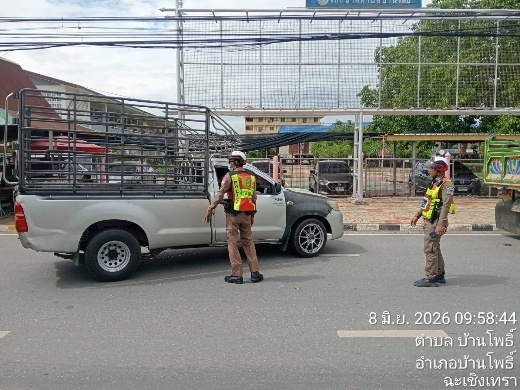 8 มิ.ย. 2026 09:58:44
ตำบล บ้านโพธิ์
อำเภอบ้านโพธิ์
ฉะเชิงเทรา